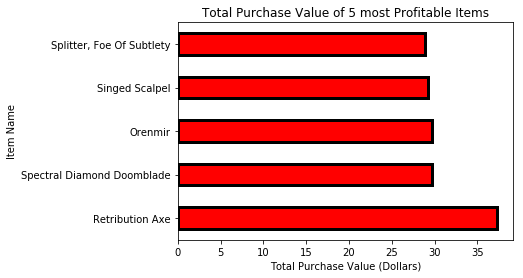 Total Purchase Value of 5 most Profitable Items
Splitter, Foe Of Subtlety
Singed Scalpel
Orenmir
Spectral Diamond Doomblade
Retribution Axe
Item Name
0 5 10 15 20 25 30 35
Total Purchase Value (Dollars)